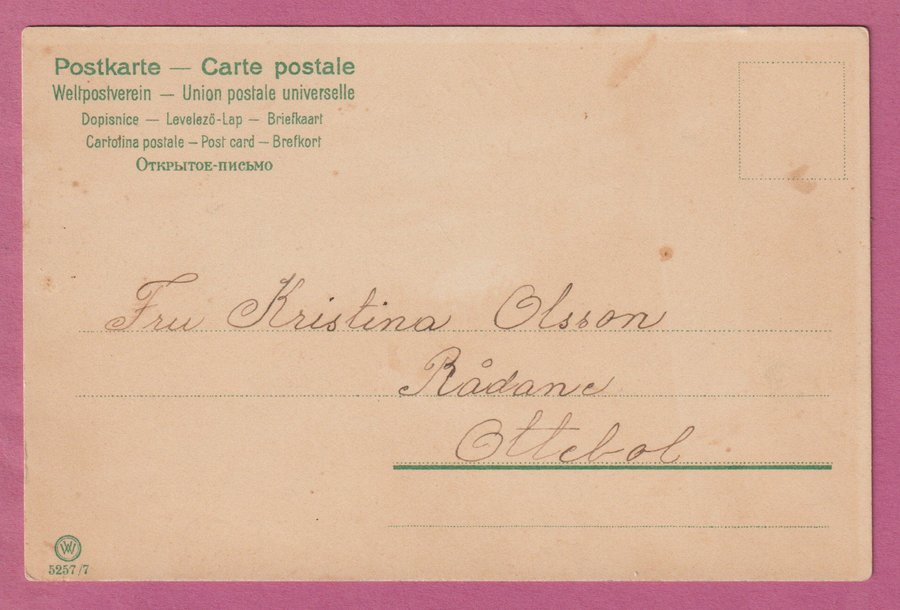 Postkarte — Carte postale
Weltpostverein — Union postale universelle
Dopisnice — Levelező-Lap — Briefkaart
Cartolina postale — Post card — Brefkort
Открытое-письмо
Fru Kristina Olsson
Rådane
Ottebol
W
5257/7